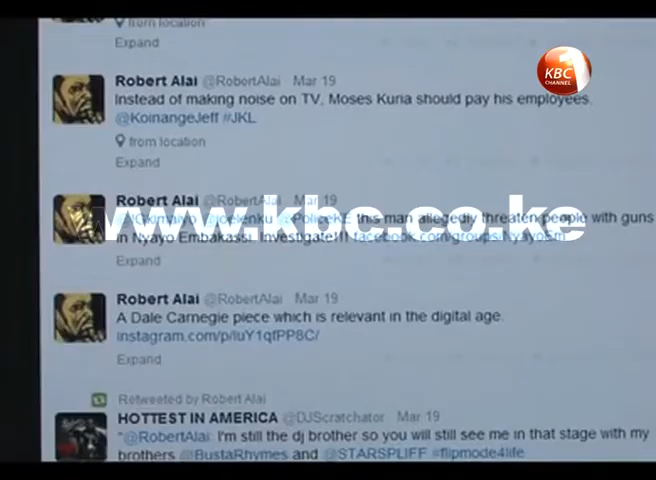 from location
Expand
KBC 1
CHANNEL
Robert Alai @RobertAlai Mar 19
Instead of making noise on TV, Moses Kuria should pay his employees.
@KoinangeJeff #JKL
from location
Expand
Robert Alai @RobertAlai Mar 19
@joelenku @PoliceKE this man allegedly threaten people with guns
www.kbc.co.ke
in Nyayo Embakassi. Investigate!!! facebook.com/groups/NyayoEm
Expand
Robert Alai @RobertAlai Mar 19
A Dale Carnegie piece which is relevant in the digital age.
Expand
Retweeted by Robert Alai
HOTTEST IN AMERICA @DJScratchator Mar 19
"@RobertAlai: I'm still the dj brother so you will still see me in that stage with my
brothers @BustaRhymes and @STARSPLIFF #flipmode4life